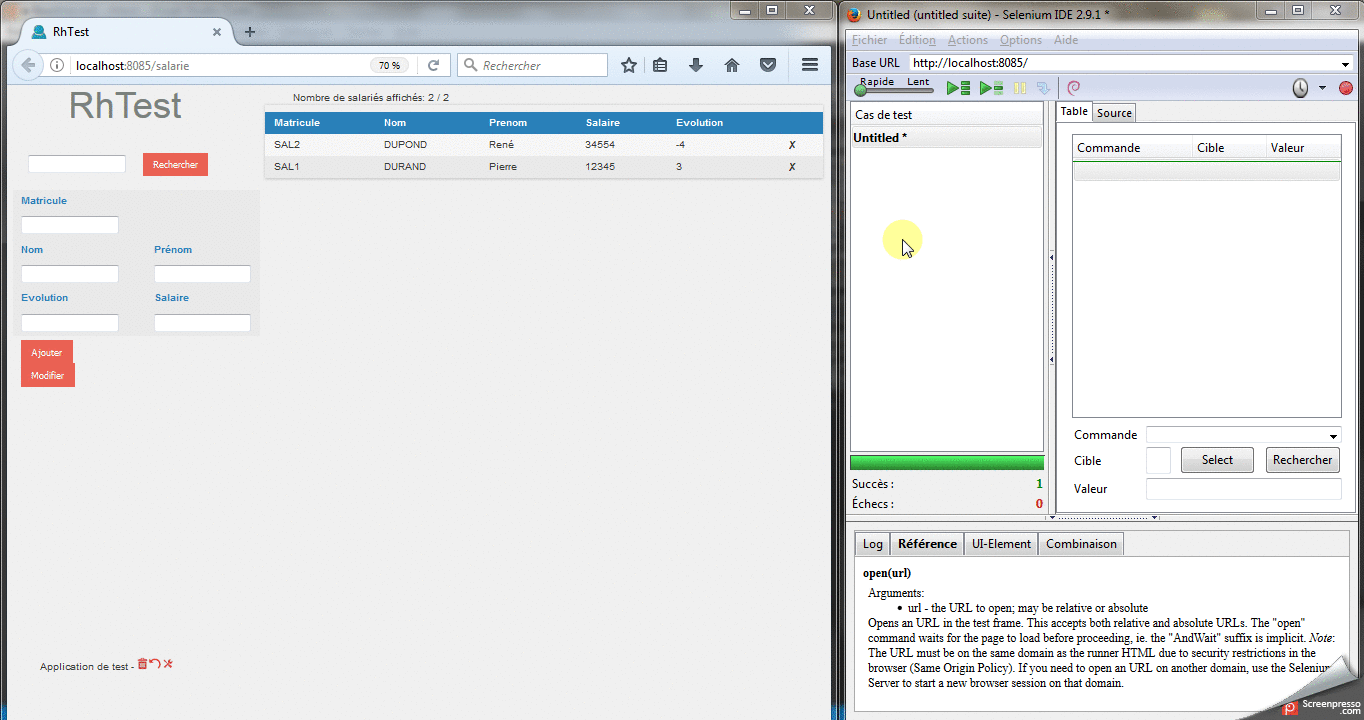 RhTest
localhost:8085/salarie
70 %
Rechercher
RhTest
Nombre de salariés affichés: 2 / 2
Matricule Nom Prenom Salaire Evolution
SAL2 DUPOND René 34554 -4 ✗
SAL1 DURAND Pierre 12345 3 ✗
Rechercher
Matricule
Nom Prénom
Evolution Salaire
Ajouter
Modifier
Application de test -
Untitled (untitled suite) - Selenium IDE 2.9.1 *
Fichier Édition Actions Options Aide
Base URL http://localhost:8085/
Rapide Lent
Cas de test
Untitled *
Table Source
Commande Cible Valeur
Commande
Cible Select Rechercher
Valeur
Succès : 1
Échecs : 0
Log Référence UI-Element Combinaison
open(url)
Arguments:
• url - the URL to open; may be relative or absolute
Opens an URL in the test frame. This accepts both relative and absolute URLs. The "open"
command waits for the page to load before proceeding, ie. the "AndWait" suffix is implicit. Note:
The URL must be on the same domain as the runner HTML due to security restrictions in the
browser (Same Origin Policy). If you need to open an URL on another domain, use the Selenium
Server to start a new browser session on that domain.
Screenpresso
.com